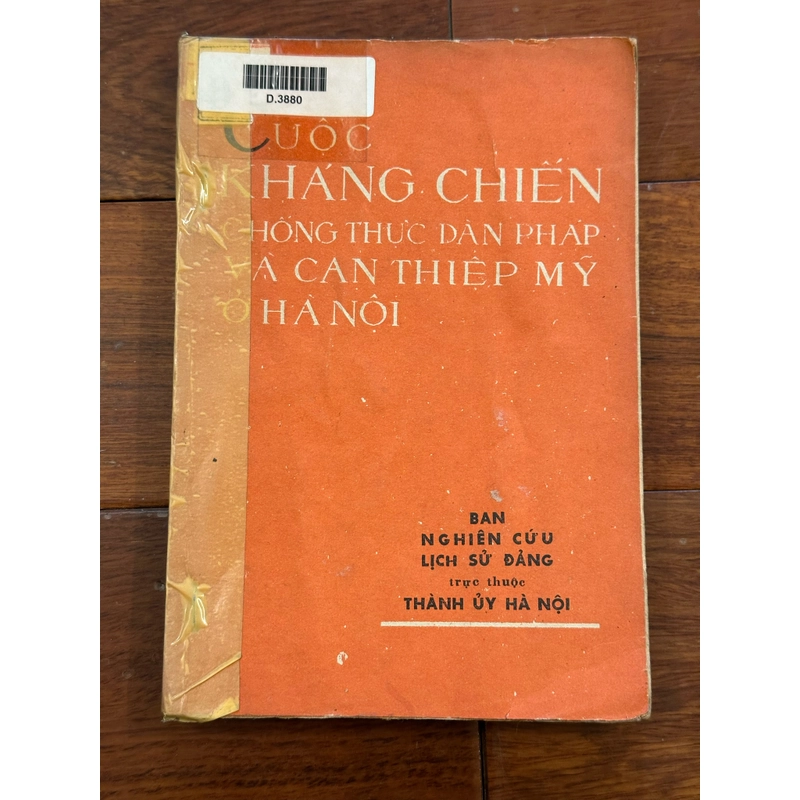 D.3880
CUỘC
KHÁNG CHIẾN
CHỐNG THỰC DÂN PHÁP
VÀ CAN THIỆP MỸ
Ở HÀ NỘI
BAN
NGHIÊN CỨU
LỊCH SỬ ĐẢNG
trực thuộc
THÀNH ỦY HÀ NỘI